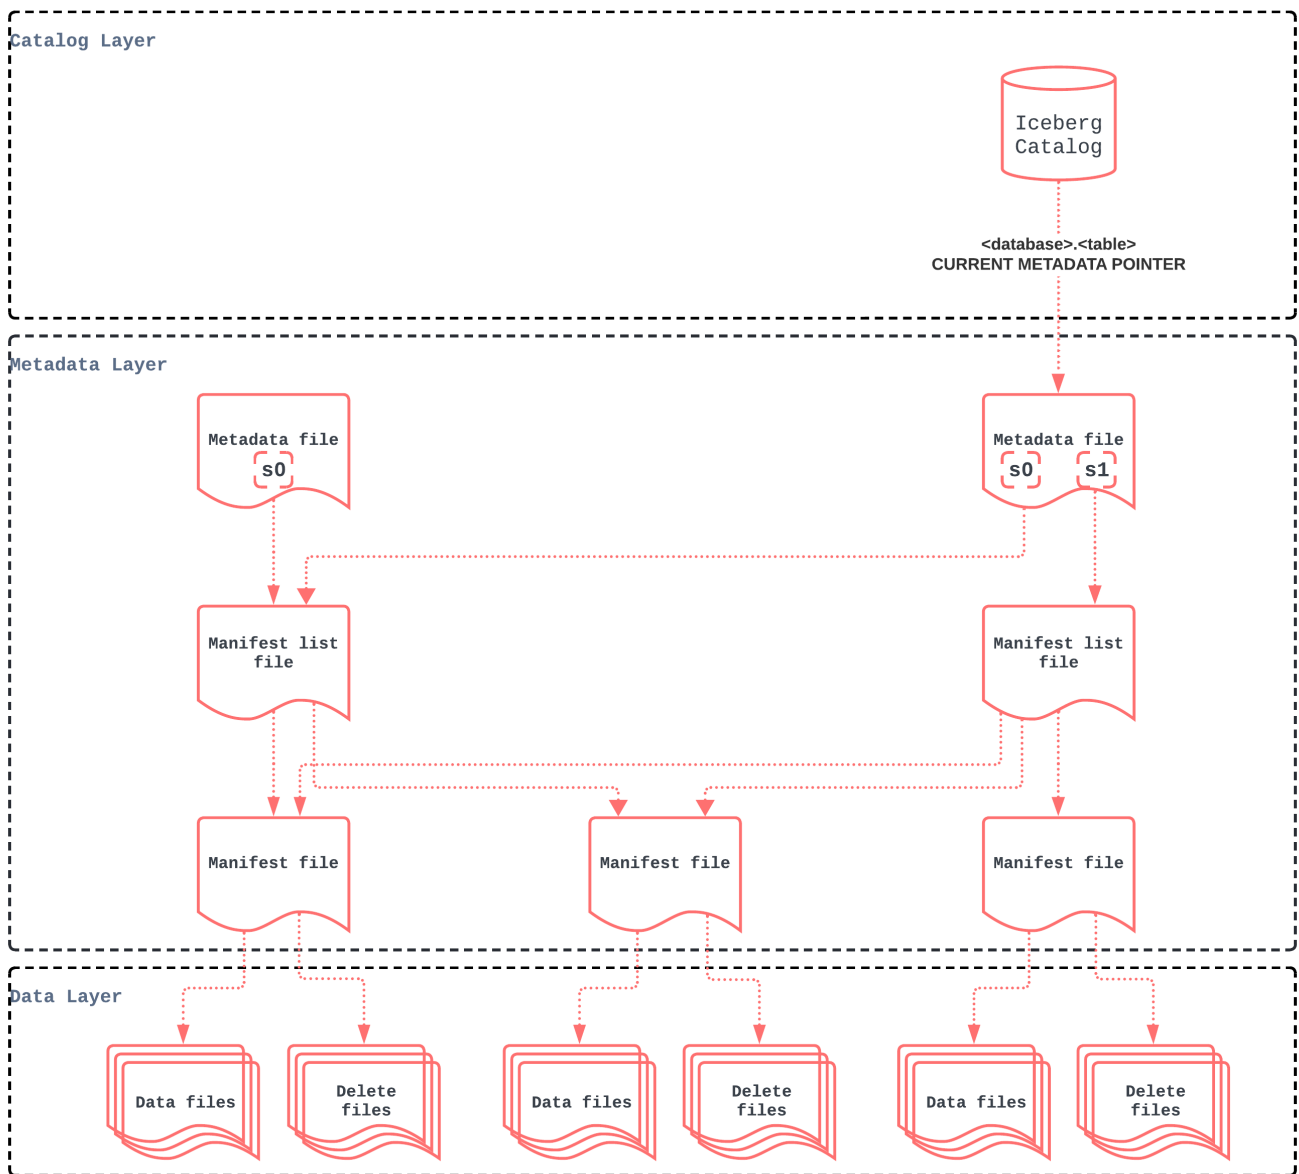 Catalog Layer
Iceberg
Catalog
<database>.<table>
CURRENT METADATA POINTER
Metadata Layer
Metadata file
s0
Metadata file
s0 s1
Manifest list
file
Manifest list
file
Manifest file
Manifest file
Manifest file
Data Layer
Data files
Delete
files
Data files
Delete
files
Data files
Delete
files